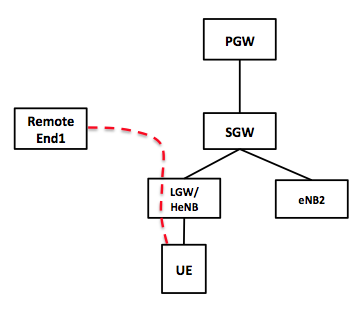 PGW
Remote
End1
SGW
LGW/
HeNB
eNB2
UE